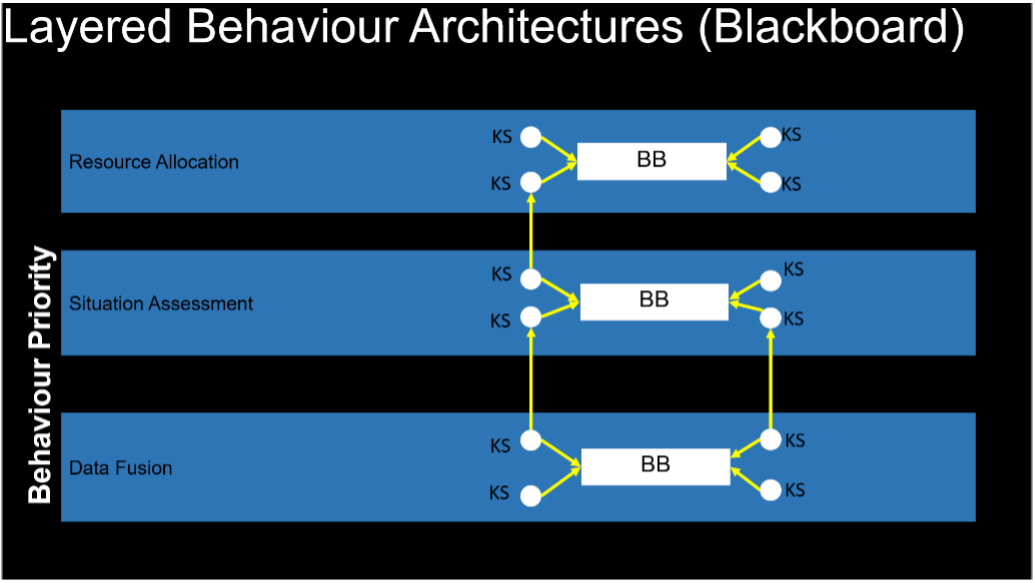 Layered Behaviour Architectures (Blackboard)
Behaviour Priority
Resource Allocation
KS
KS
BB
KS
KS
Situation Assessment
KS
KS
BB
KS
KS
Data Fusion
KS
KS
BB
KS
KS